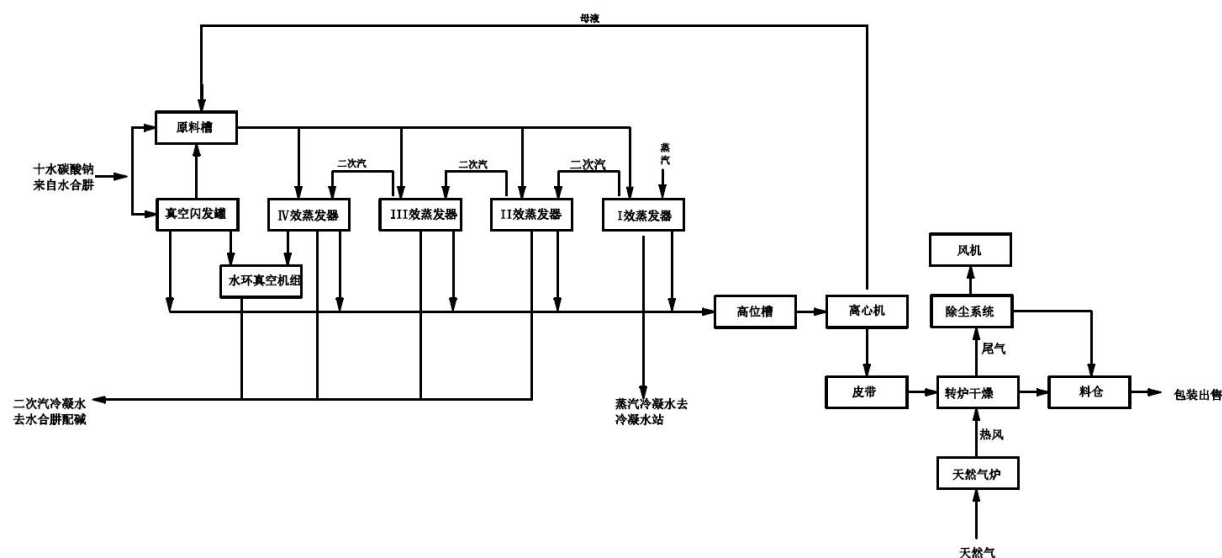 母液
原料槽
十水碳酸钠
来自水合肼
二次汽
二次汽
二次汽
蒸汽
真空闪发罐
IV效蒸发器
III效蒸发器
II效蒸发器
I效蒸发器
水环真空机组
风机
高位槽
离心机
除尘系统
尾气
二次汽冷凝水
去水合肼配碱
蒸汽冷凝水去
冷凝水站
皮带
转炉干燥
料仓
包装出售
热风
天然气炉
天然气